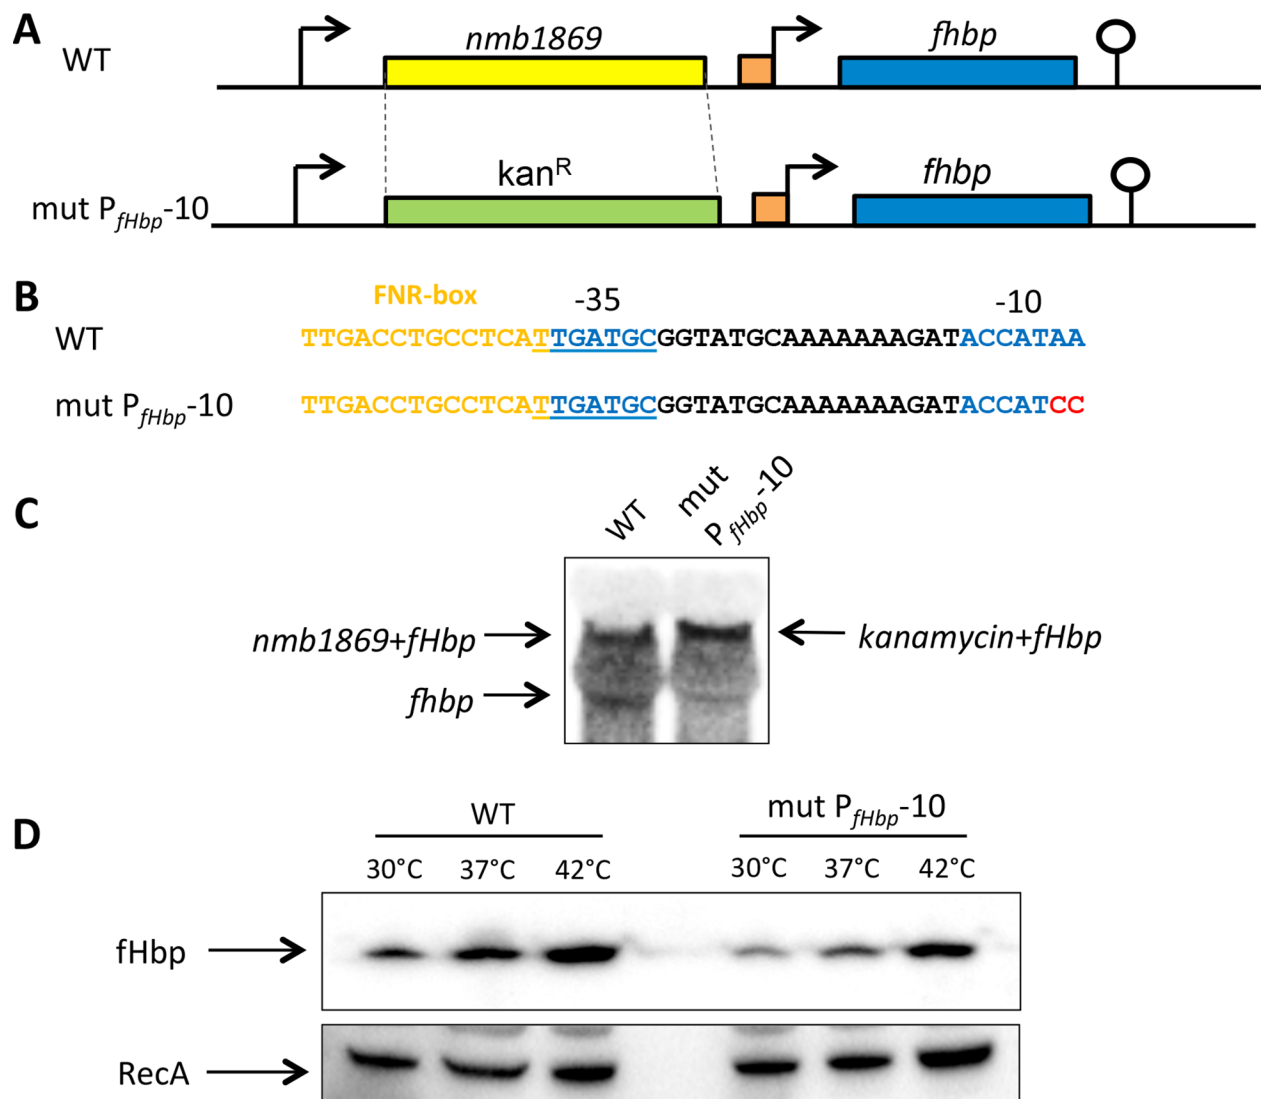 A
WT
nmb1869
fhbp
mut PfHbp-10
kanR
fhbp
B
FNR-box
-35
-10
WT
TTGACCTGCCTCATTGATGCGGTATGCAAAAAAAGATACCATAA
mut PfHbp-10
TTGACCTGCCTCATTGATGCGGTATGCAAAAAAAGATACCATCC
C
WT
mut
PfHbp-10
nmb1869+fHbp
kanamycin+fHbp
fhbp
D
WT
mut PfHbp-10
30°C 37°C 42°C 30°C 37°C 42°C
fHbp
RecA